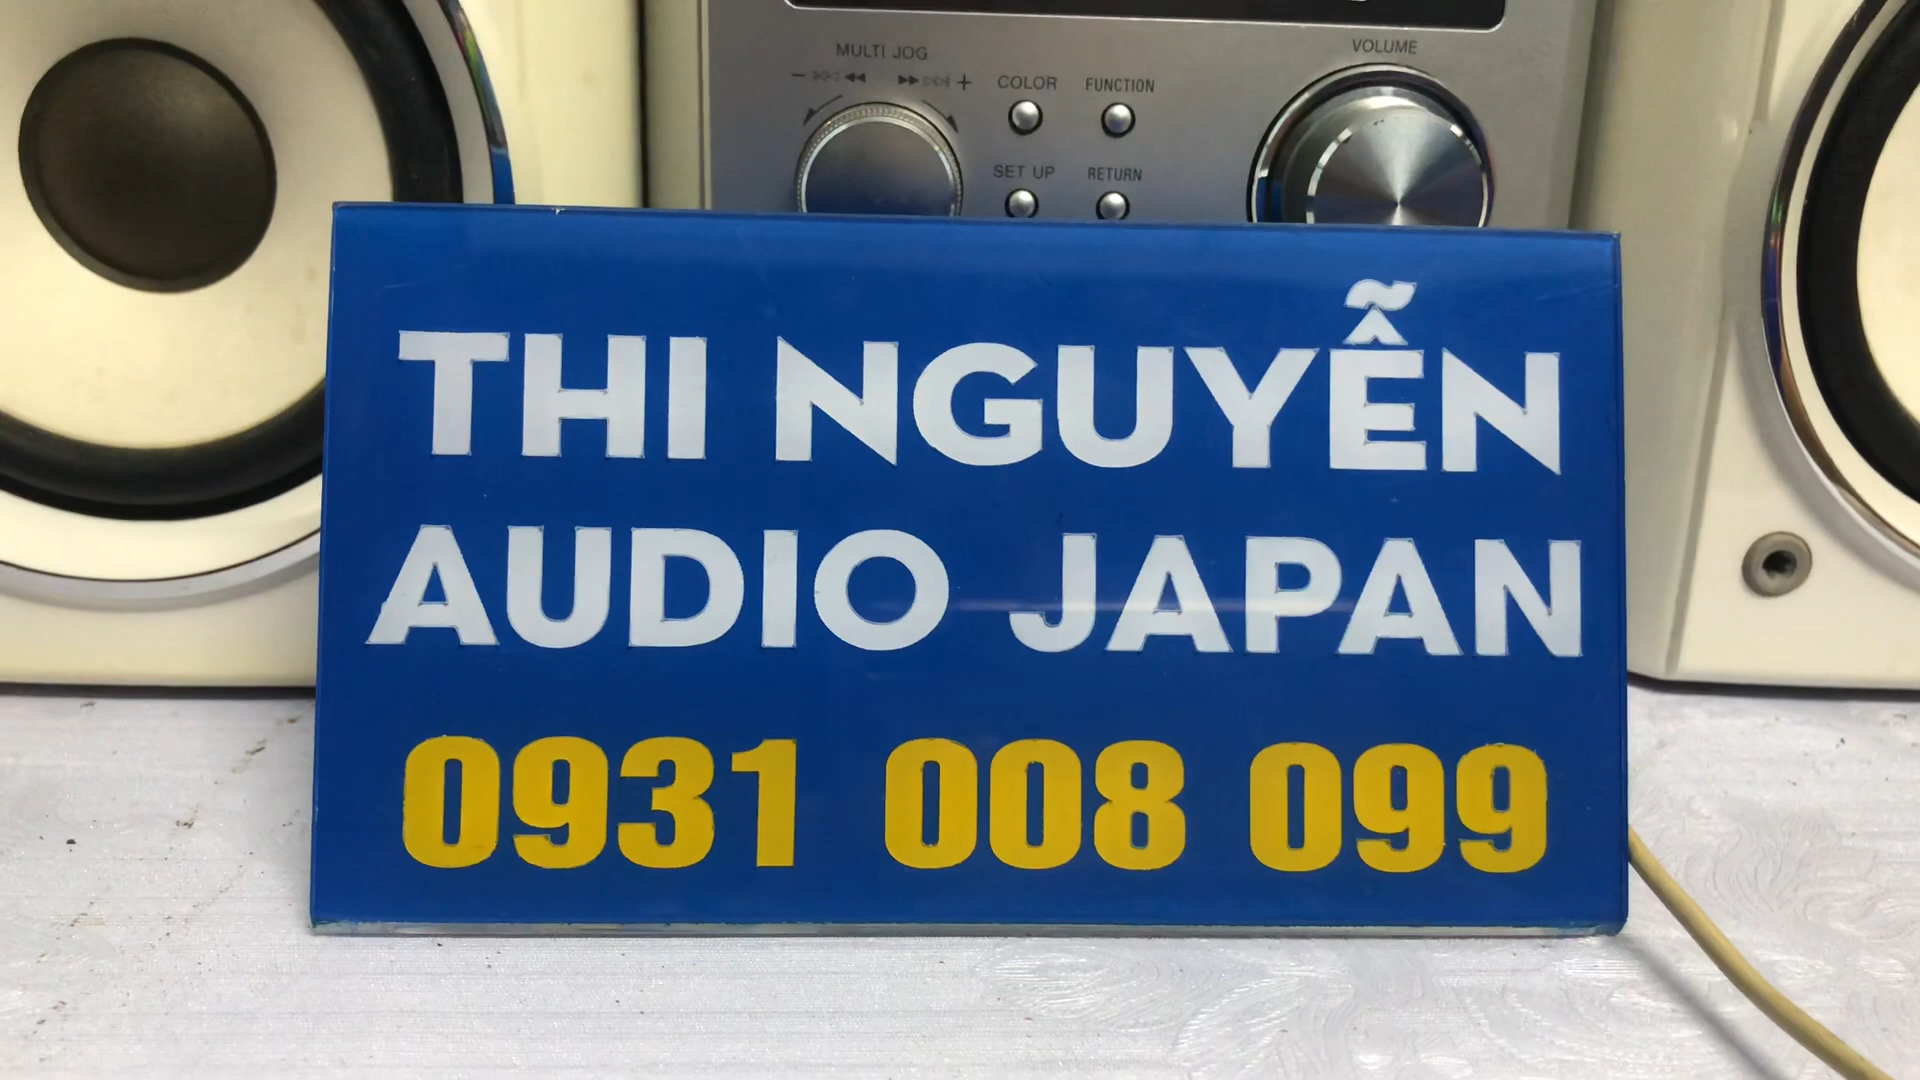 MULTI JOG
VOLUME
COLOR
FUNCTION
SET UP
RETURN
THI NGUYỄN
AUDIO JAPAN
0931 008 099